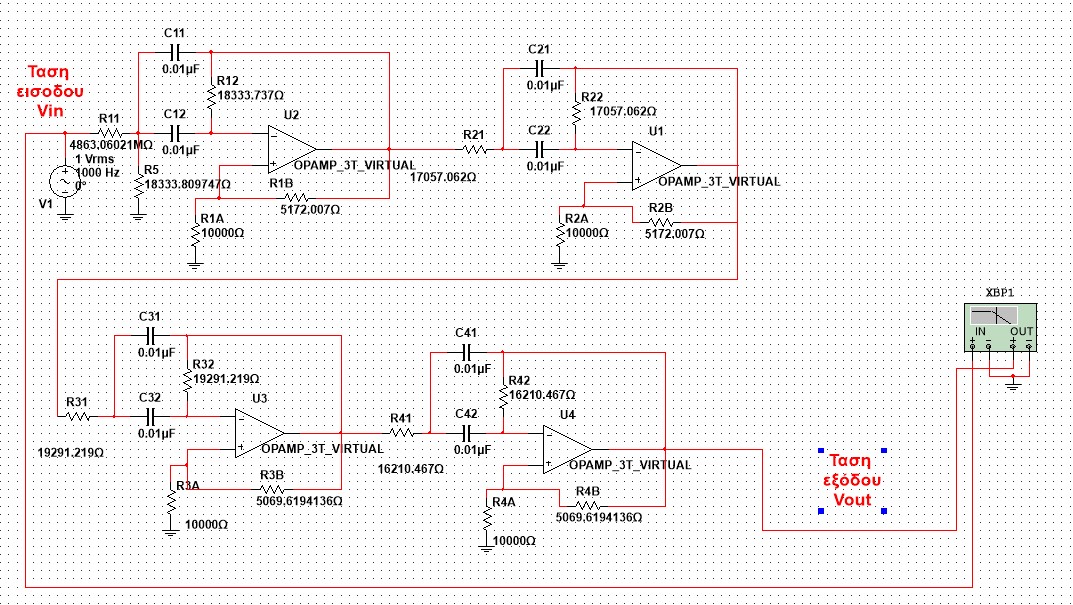 Ταση
εισοδου
Vin
C11
0.01µF
R12
18333.737Ω
R11
4863.06021MΩ
C12
0.01µF
U2
OPAMP_3T_VIRTUAL
1 Vrms
1000 Hz
0°
V1
R5
18333.809747Ω
R1B
5172.007Ω
R1A
10000Ω
C21
0.01µF
R22
17057.062Ω
R21
17057.062Ω
C22
0.01µF
U1
OPAMP_3T_VIRTUAL
R2B
5172.007Ω
R2A
10000Ω
C31
0.01µF
R32
19291.219Ω
R31
19291.219Ω
C32
0.01µF
U3
OPAMP_3T_VIRTUAL
R3B
5069.6194136Ω
R3A
10000Ω
C41
0.01µF
R42
16210.467Ω
R41
16210.467Ω
C42
0.01µF
U4
OPAMP_3T_VIRTUAL
R4B
5069.6194136Ω
R4A
10000Ω
XBP1
IN OUT
Ταση
εξόδου
Vout